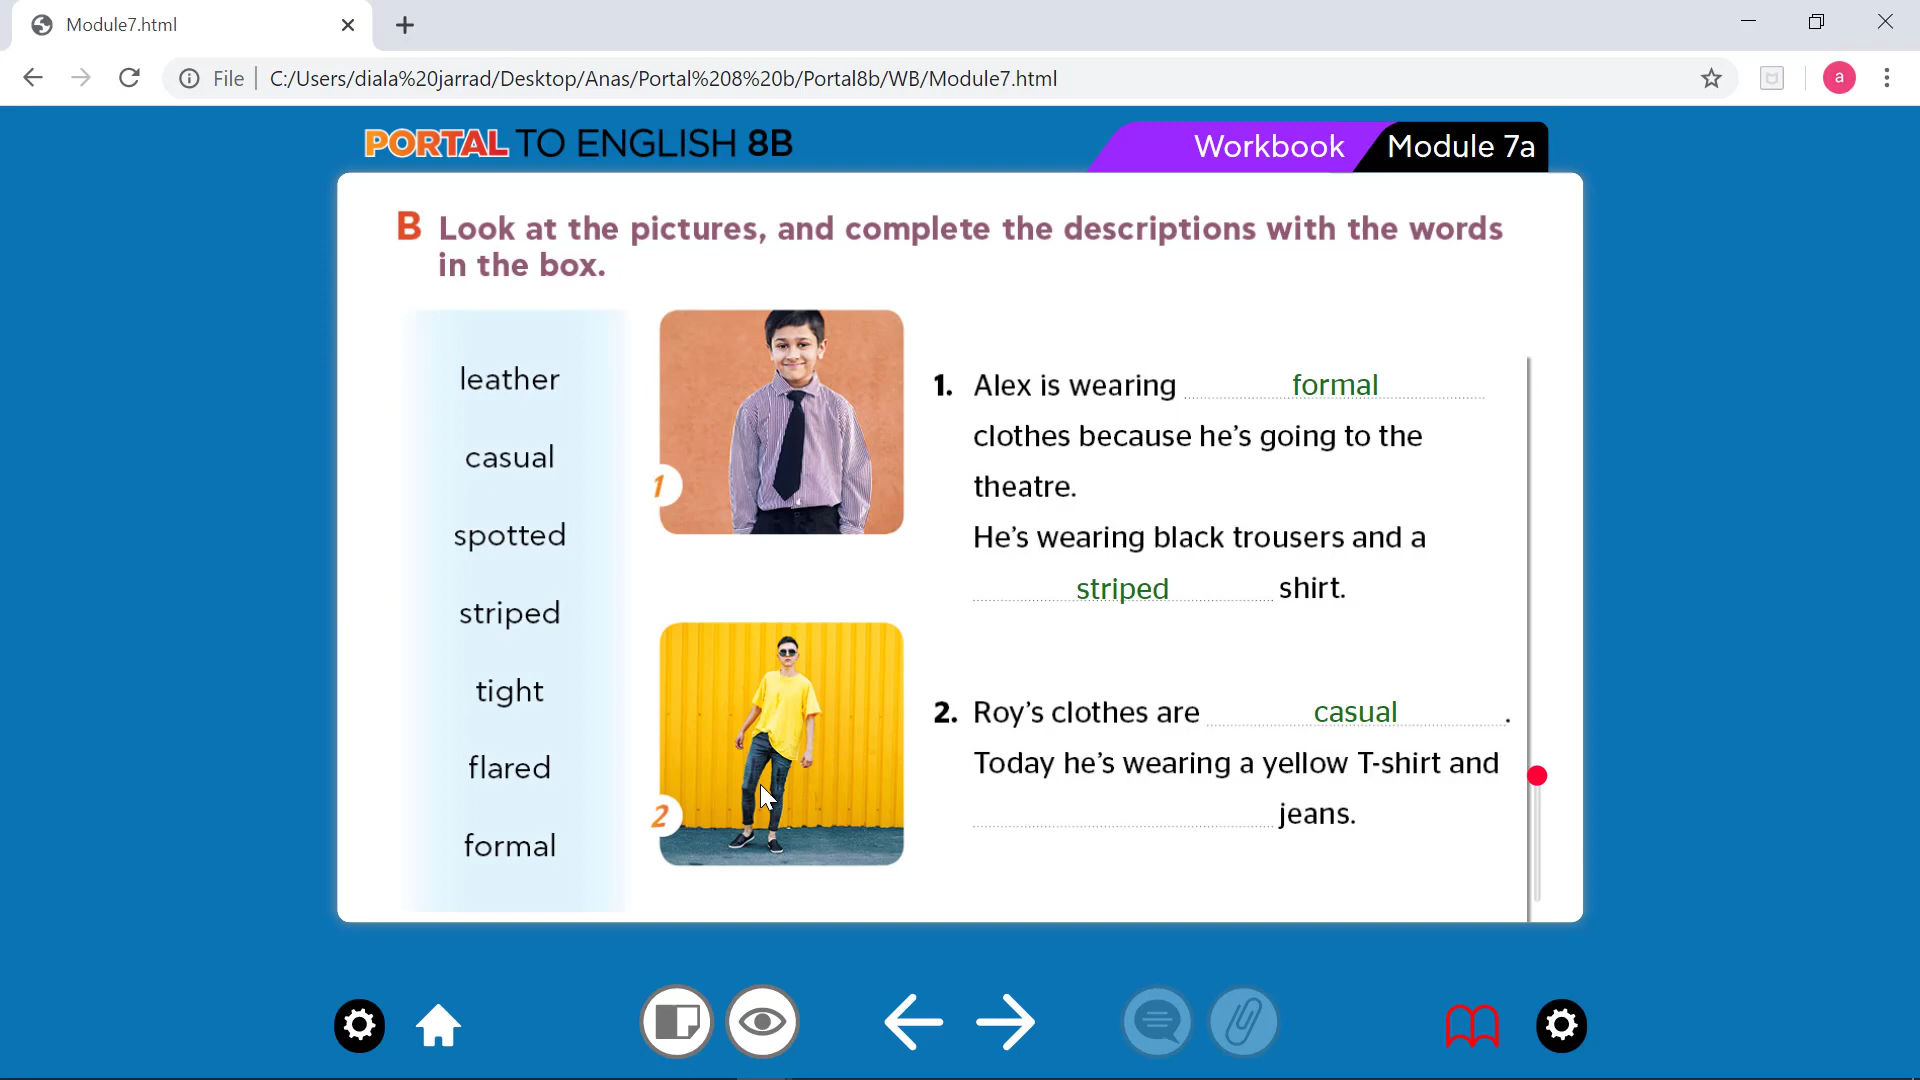 Module7.html
File
C:/Users/diala%20jarrad/Desktop/Anas/Portal%208%20b/Portal8b/WB/Module7.html
a
PORTAL TO ENGLISH 8B
Workbook
Module 7a
B Look at the pictures, and complete the descriptions with the words
in the box.
leather
casual
spotted
striped
tight
flared
formal
1
1. Alex is wearing formal
clothes because he's going to the
theatre.
He's wearing black trousers and a
striped shirt.
2
2. Roy's clothes are casual.
Today he's wearing a yellow T-shirt and
jeans.